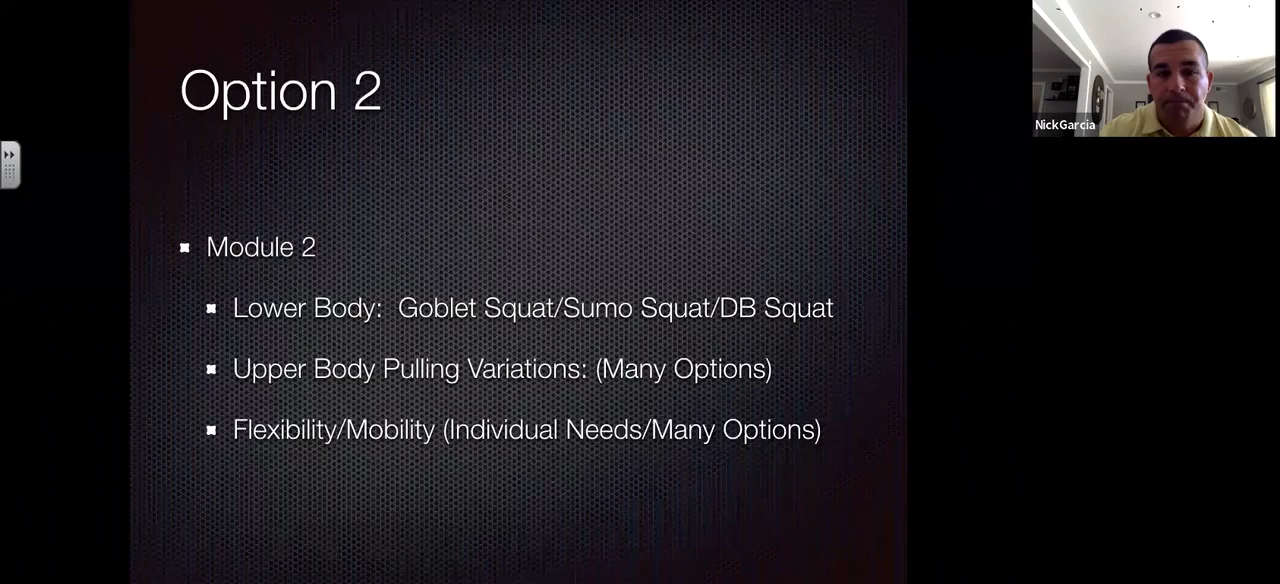 Option 2
NickGarcia
Module 2
Lower Body:  Goblet Squat/Sumo Squat/DB Squat
Upper Body Pulling Variations: (Many Options)
Flexibility/Mobility (Individual Needs/Many Options)